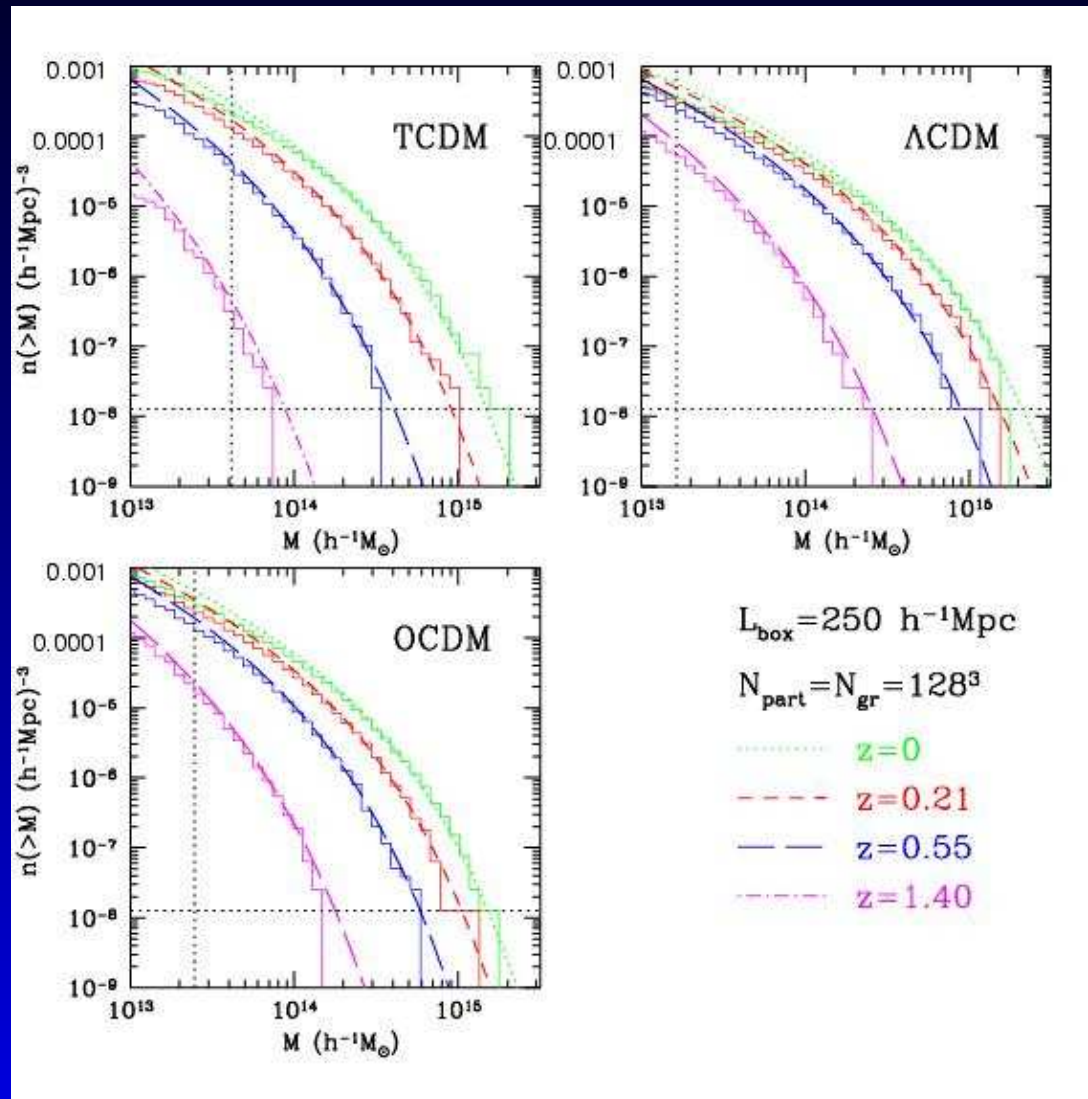 0.001
0.0001
10⁻⁵
10⁻⁶
10⁻⁷
10⁻⁸
10⁻⁹
n(>M) (h⁻¹Mpc)⁻³
TCDM
10¹³
10¹⁴
10¹⁵
M (h⁻¹M☉)
0.001
0.0001
10⁻⁵
10⁻⁶
10⁻⁷
10⁻⁸
10⁻⁹
ΛCDM
10¹³
10¹⁴
10¹⁵
M (h⁻¹M☉)
0.001
0.0001
10⁻⁵
10⁻⁶
10⁻⁷
10⁻⁸
10⁻⁹
n(>M) (h⁻¹Mpc)⁻³
OCDM
10¹³
10¹⁴
10¹⁵
M (h⁻¹M☉)
L_box=250 h⁻¹Mpc
N_part=N_gr=128³
z=0
z=0.21
z=0.55
z=1.40